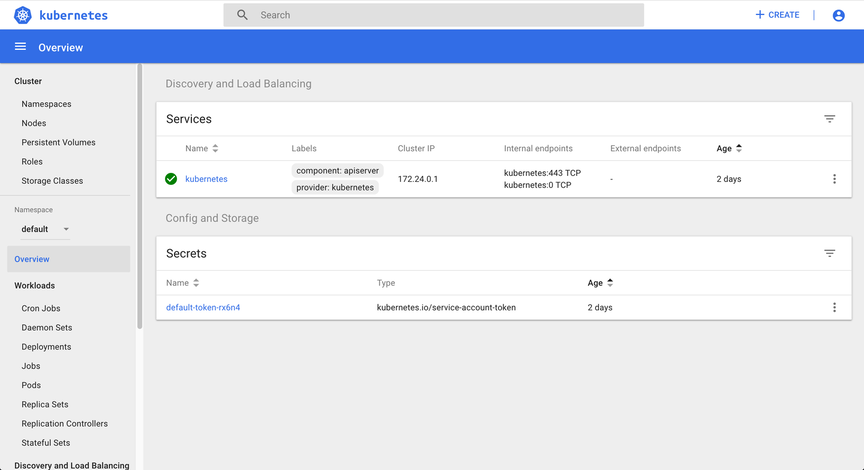 kubernetes
Search
CREATE
Overview
Cluster
Namespaces
Nodes
Persistent Volumes
Roles
Storage Classes
Namespace
default
Overview
Workloads
Cron Jobs
Daemon Sets
Deployments
Jobs
Pods
Replica Sets
Replication Controllers
Stateful Sets
Discovery and Load Balancing
Discovery and Load Balancing
Services
Name Labels Cluster IP Internal endpoints External endpoints Age
kubernetes
component: apiserver
provider: kubernetes
172.24.0.1
kubernetes:443 TCP
kubernetes:0 TCP
-
2 days
Config and Storage
Secrets
Name Type Age
default-token-rx6n4 kubernetes.io/service-account-token 2 days